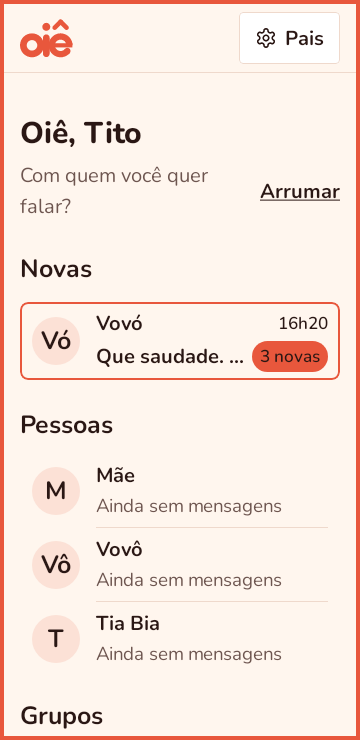 oiê
Pais
Oiê, Tito
Com quem você quer
falar?
Arrumar
Novas
Vó
Vovó
16h20
Que saudade. ...
3 novas
Pessoas
M
Mãe
Ainda sem mensagens
Vô
Vovô
Ainda sem mensagens
T
Tia Bia
Ainda sem mensagens
Grupos